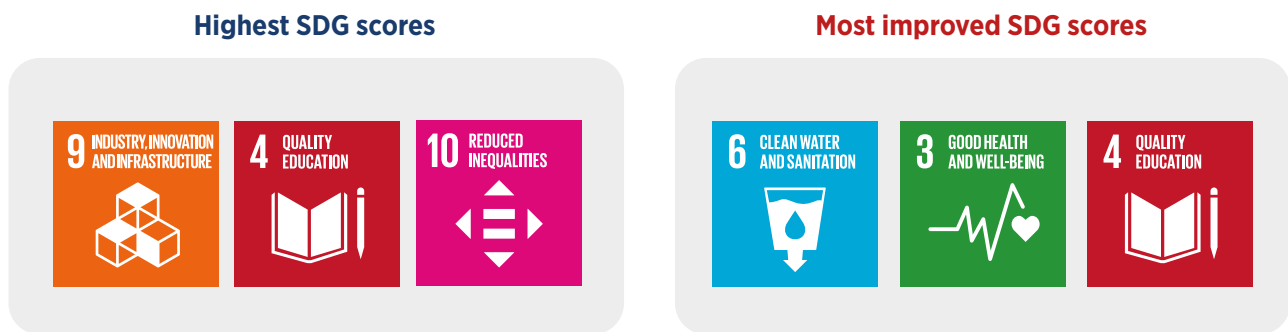 Highest SDG scores
9 INDUSTRY, INNOVATION
AND INFRASTRUCTURE
4 QUALITY
EDUCATION
10 REDUCED
INEQUALITIES
Most improved SDG scores
6 CLEAN WATER
AND SANITATION
3 GOOD HEALTH
AND WELL-BEING
4 QUALITY
EDUCATION